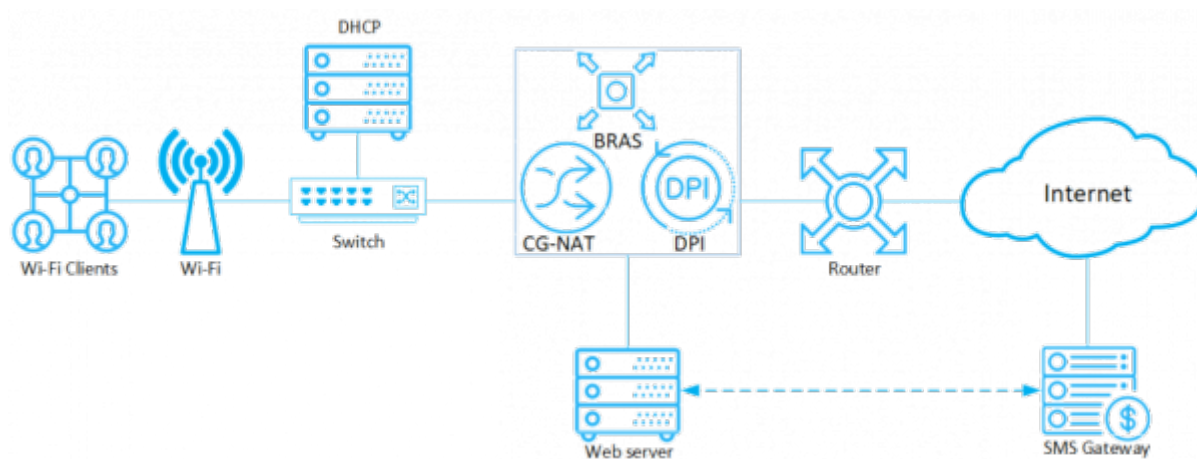 DHCP
BRAS
DPI
CG-NAT
DPI
Internet
Wi-Fi Clients
Wi-Fi
Switch
Router
Web server
$
SMS Gateway